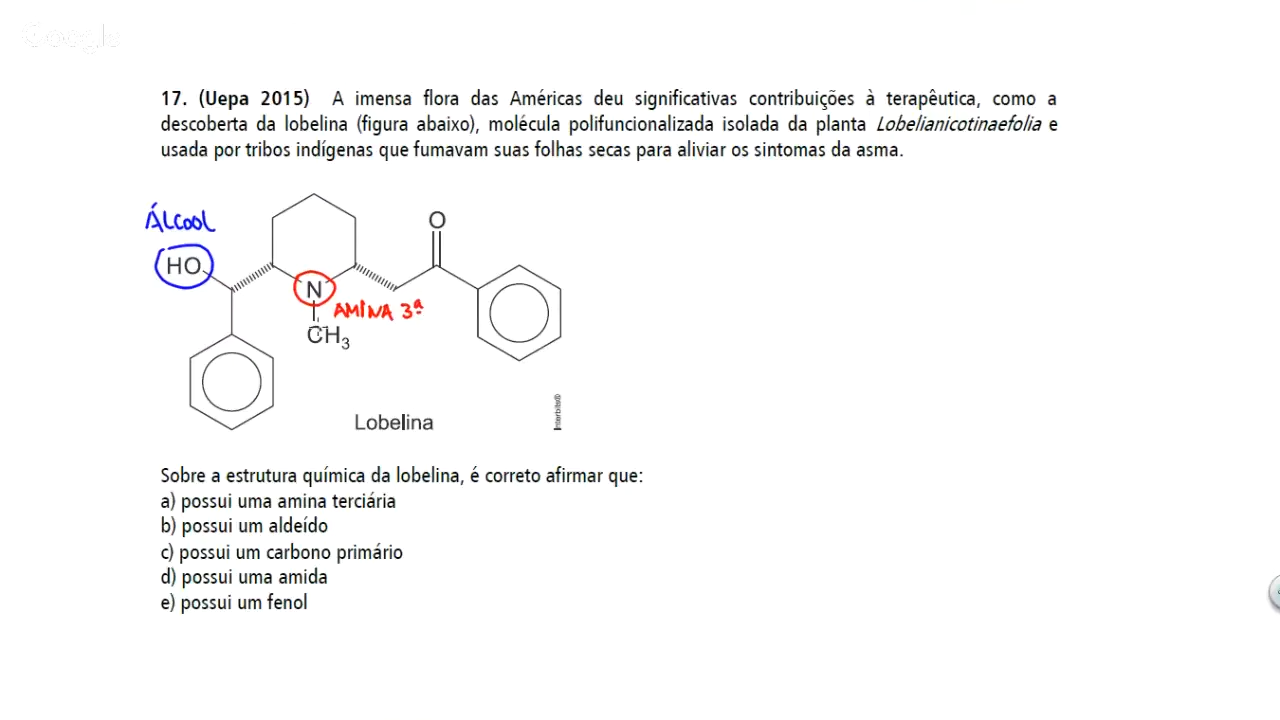 Google
17. (Uepa 2015) A imensa flora das Américas deu significativas contribuições à terapêutica, como a
descoberta da lobelina (figura abaixo), molécula polifuncionalizada isolada da planta Lobelianicotinaefolia e
usada por tribos indígenas que fumavam suas folhas secas para aliviar os sintomas da asma.
ÁLCOOL
O
HO
N
AMINA 3ª
CH3
Lobelina
Interbits®
Sobre a estrutura química da lobelina, é correto afirmar que:
a) possui uma amina terciária
b) possui um aldeído
c) possui um carbono primário
d) possui uma amida
e) possui um fenol